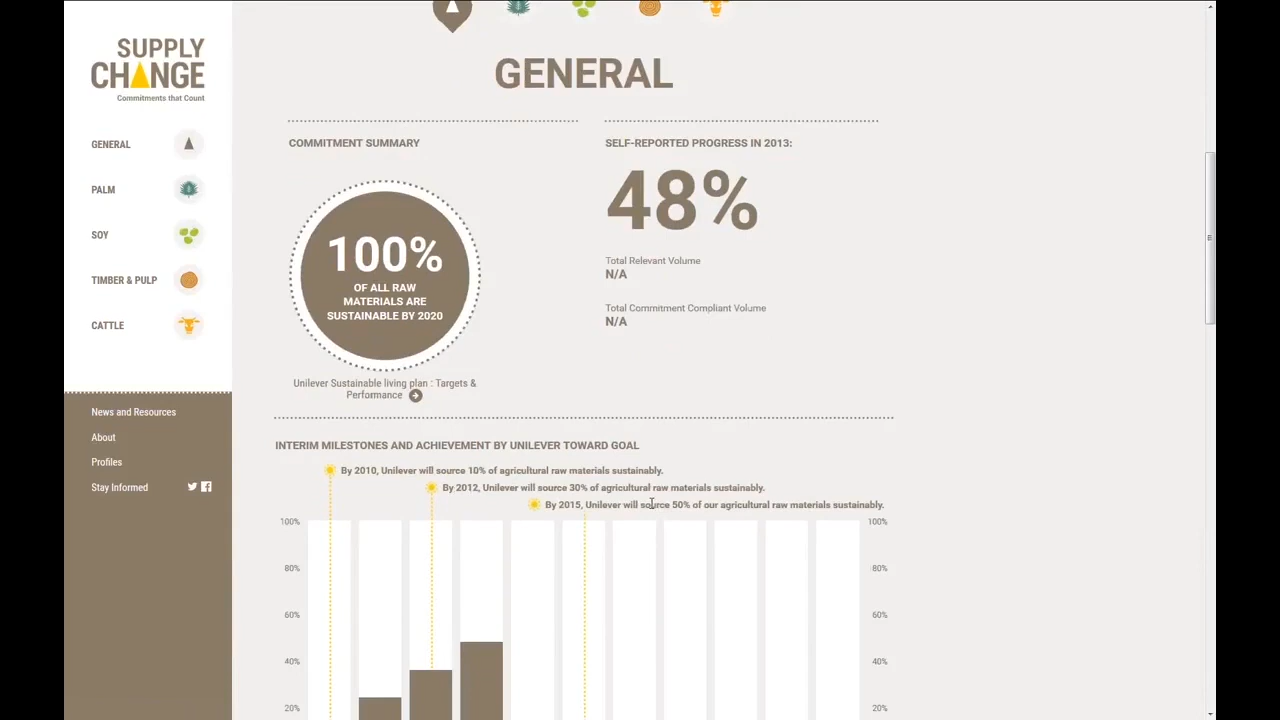 SUPPLY
CHANGE
Commitments that Count
GENERAL
PALM
SOY
TIMBER & PULP
CATTLE
News and Resources
About
Profiles
Stay Informed
GENERAL
COMMITMENT SUMMARY
100%
OF ALL RAW
MATERIALS ARE
SUSTAINABLE BY 2020
Unilever Sustainable living plan : Targets &
Performance
SELF-REPORTED PROGRESS IN 2013:
48%
Total Relevant Volume
N/A
Total Commitment Compliant Volume
N/A
INTERIM MILESTONES AND ACHIEVEMENT BY UNILEVER TOWARD GOAL
By 2010, Unilever will source 10% of agricultural raw materials sustainably.
By 2012, Unilever will source 30% of agricultural raw materials sustainably.
By 2015, Unilever will source 50% of our agricultural raw materials sustainably.
100% 100%
80% 80%
60% 60%
40% 40%
20% 20%